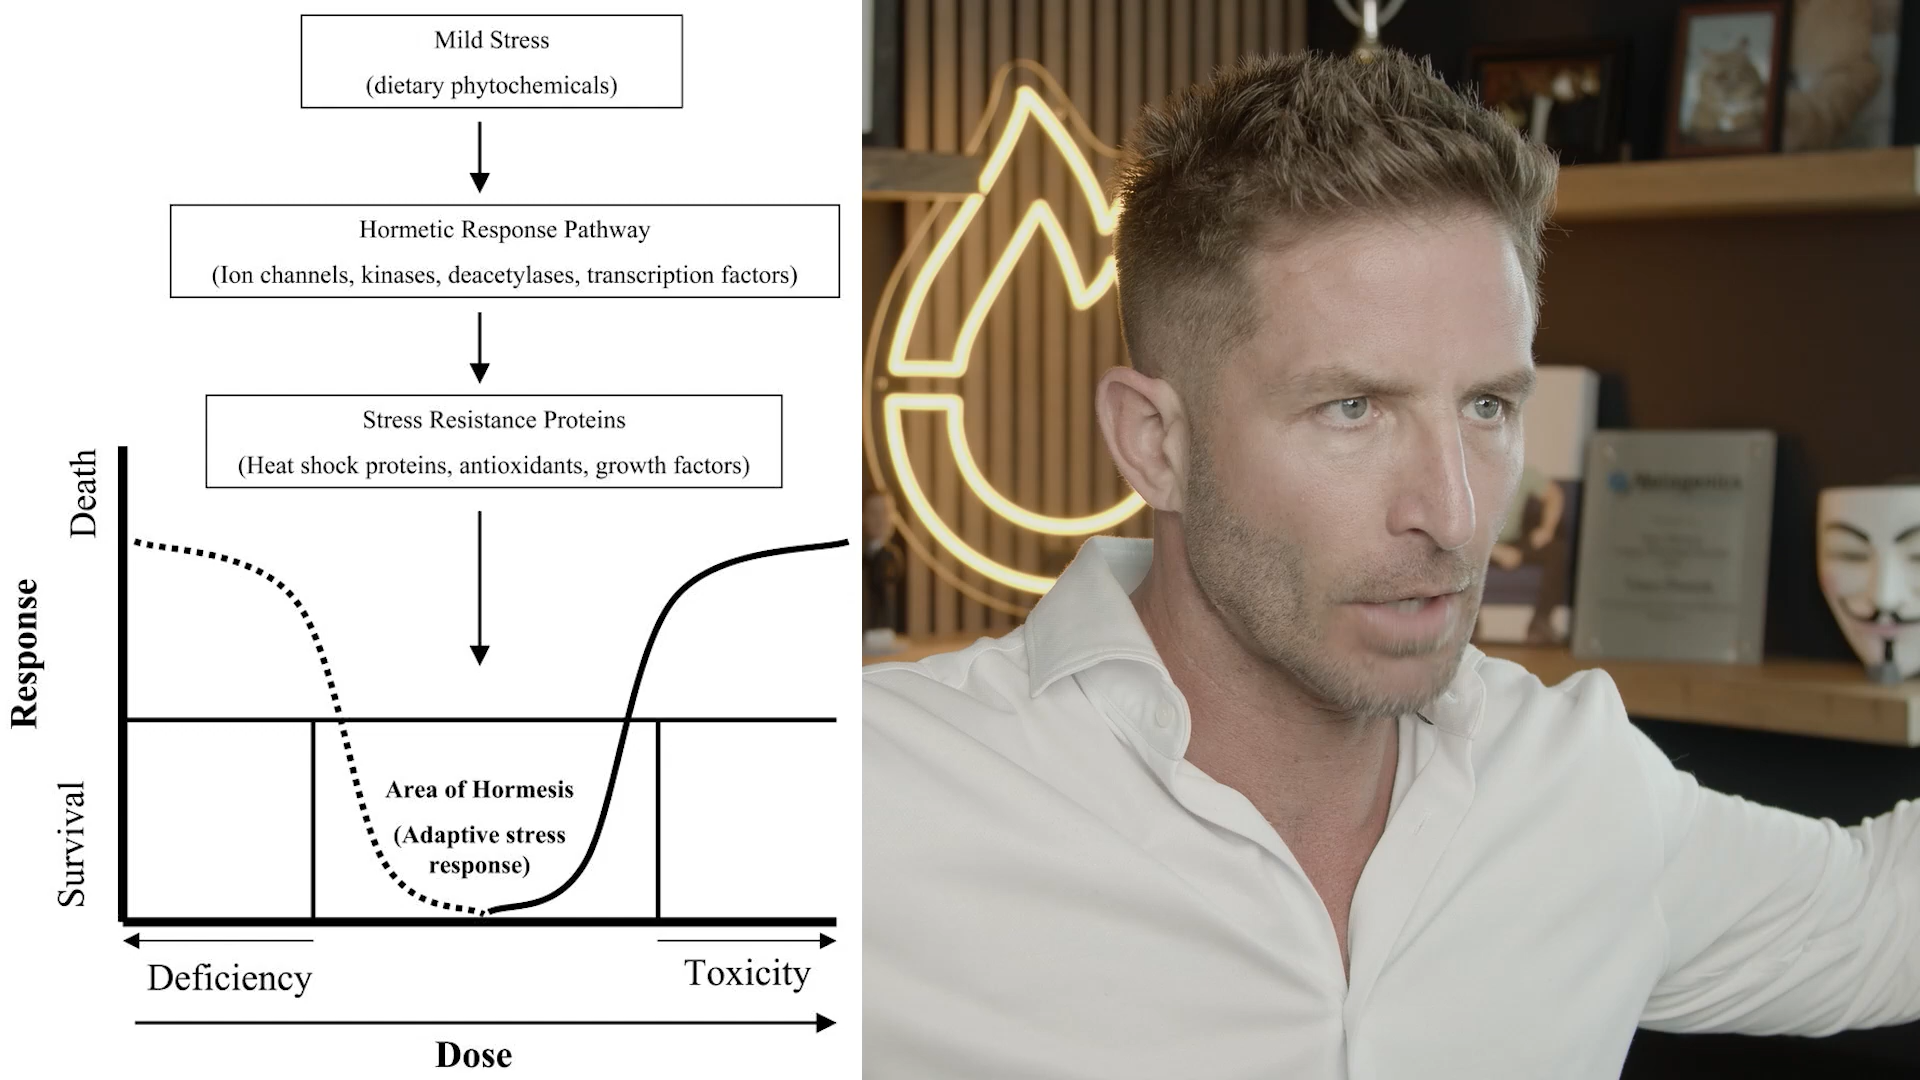 Mild Stress
(dietary phytochemicals)
Hormetic Response Pathway
(Ion channels, kinases, deacetylases, transcription factors)
Stress Resistance Proteins
(Heat shock proteins, antioxidants, growth factors)
Death
Response
Survival
Area of Hormesis
(Adaptive stress
response)
Deficiency
Toxicity
Dose
Metagenics